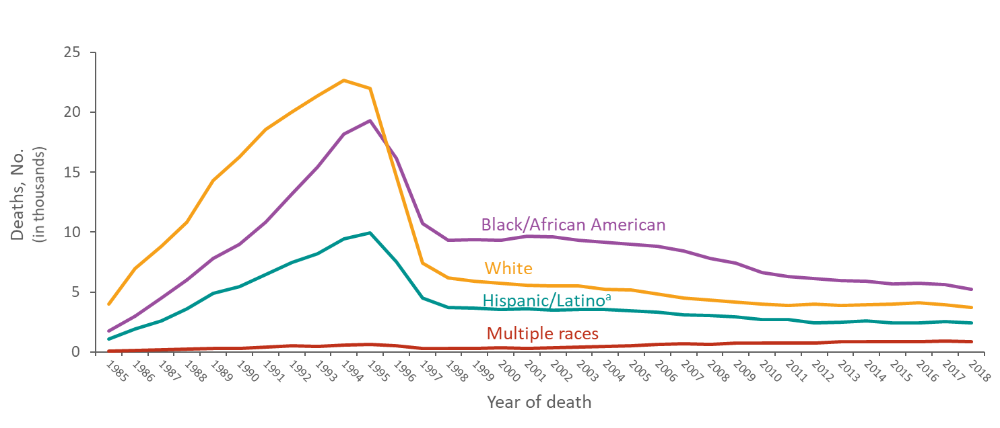 25
20
15
10
5
0
Deaths, No.
(in thousands)
Black/African American
White
Hispanic/Latinoᵃ
Multiple races
1985 1986 1987 1988 1989 1990 1991 1992 1993 1994 1995 1996 1997 1998 1999 2000 2001 2002 2003 2004 2005 2006 2007 2008 2009 2010 2011 2012 2013 2014 2015 2016 2017 2018
Year of death